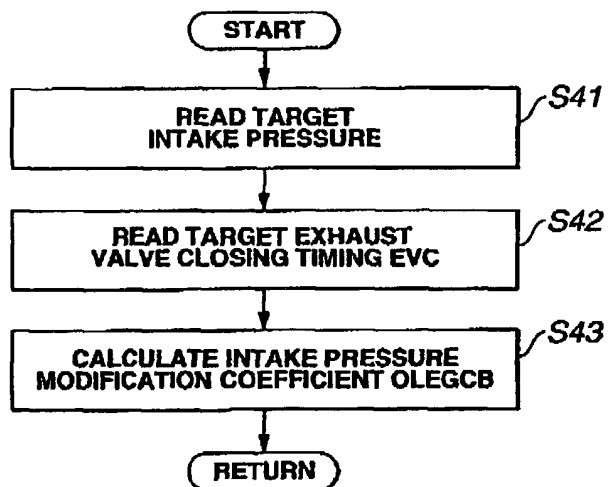 START
READ TARGET
INTAKE PRESSURE
S41
READ TARGET EXHAUST
VALVE CLOSING TIMING EVC
S42
CALCULATE INTAKE PRESSURE
MODIFICATION COEFFICIENT OLEGCB
S43
RETURN